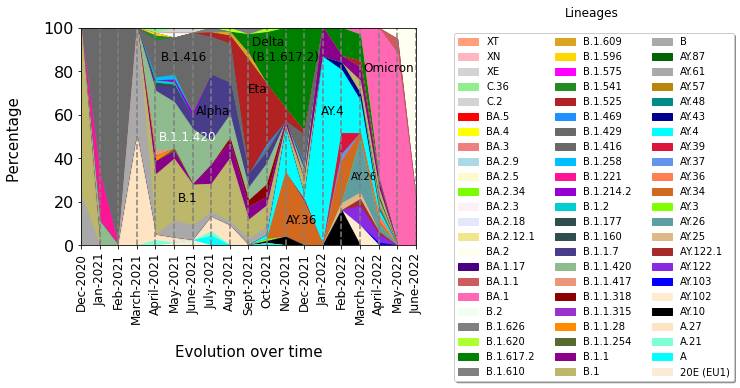 Lineages
Percentage
100
80
60
40
20
0
B.1.416
Delta
(B.1.617:2)
Omicron
Eta
Alpha
AY.4
B.1.1.420
B.1
AY.26
AY.36
Dec-2020
Jan-2021
Feb-2021
March-2021
April-2021
May-2021
June-2021
July-2021
Aug-2021
Sept-2021
Oct-2021
Nov-2021
Dec-2021
Jan-2022
Feb-2022
March-2022
April-2022
May-2022
June-2022
Evolution over time
XT
XN
XE
C.36
C.2
BA.5
BA.4
BA.3
BA.2.9
BA.2.5
BA.2.34
BA.2.3
BA.2.18
BA.2.12.1
BA.2
BA.1.17
BA.1.1
BA.1
B.2
B.1.626
B.1.620
B.1.617.2
B.1.610
B.1.609
B.1.596
B.1.575
B.1.541
B.1.525
B.1.469
B.1.429
B.1.416
B.1.258
B.1.221
B.1.214.2
B.1.2
B.1.177
B.1.160
B.1.1.7
B.1.1.420
B.1.1.417
B.1.1.318
B.1.1.315
B.1.1.28
B.1.1.254
B.1.1
B.1
B
AY.87
AY.61
AY.57
AY.48
AY.43
AY.4
AY.39
AY.37
AY.36
AY.34
AY.3
AY.26
AY.25
AY.122.1
AY.122
AY.103
AY.102
AY.10
A.27
A.21
A
20E (EU1)